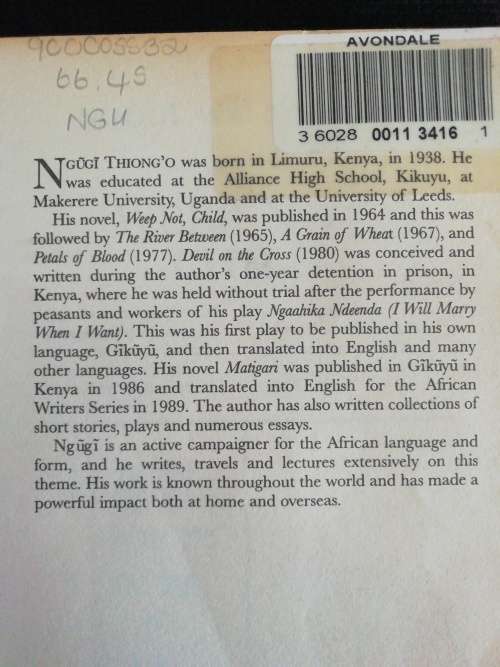 9CC0CO5532
66.4S
NGU
AVONDALE
3 6028 0011 3416 1
NGŨGĨ THIONG'O was born in Limuru, Kenya, in 1938. He
was educated at the Alliance High School, Kikuyu, at
Makerere University, Uganda and at the University of Leeds.
His novel, Weep Not, Child, was published in 1964 and this was
followed by The River Between (1965), A Grain of Wheat (1967), and
Petals of Blood (1977). Devil on the Cross (1980) was conceived and
written during the author's one-year detention in prison, in
Kenya, where he was held without trial after the performance by
peasants and workers of his play Ngaahika Ndeenda (I Will Marry
When I Want). This was his first play to be published in his own
language, Gĩkũyũ, and then translated into English and many
other languages. His novel Matigari was published in Gĩkũyũ in
Kenya in 1986 and translated into English for the African
Writers Series in 1989. The author has also written collections of
short stories, plays and numerous essays.
Ngũgĩ is an active campaigner for the African language and
form, and he writes, travels and lectures extensively on this
theme. His work is known throughout the world and has made a
powerful impact both at home and overseas.